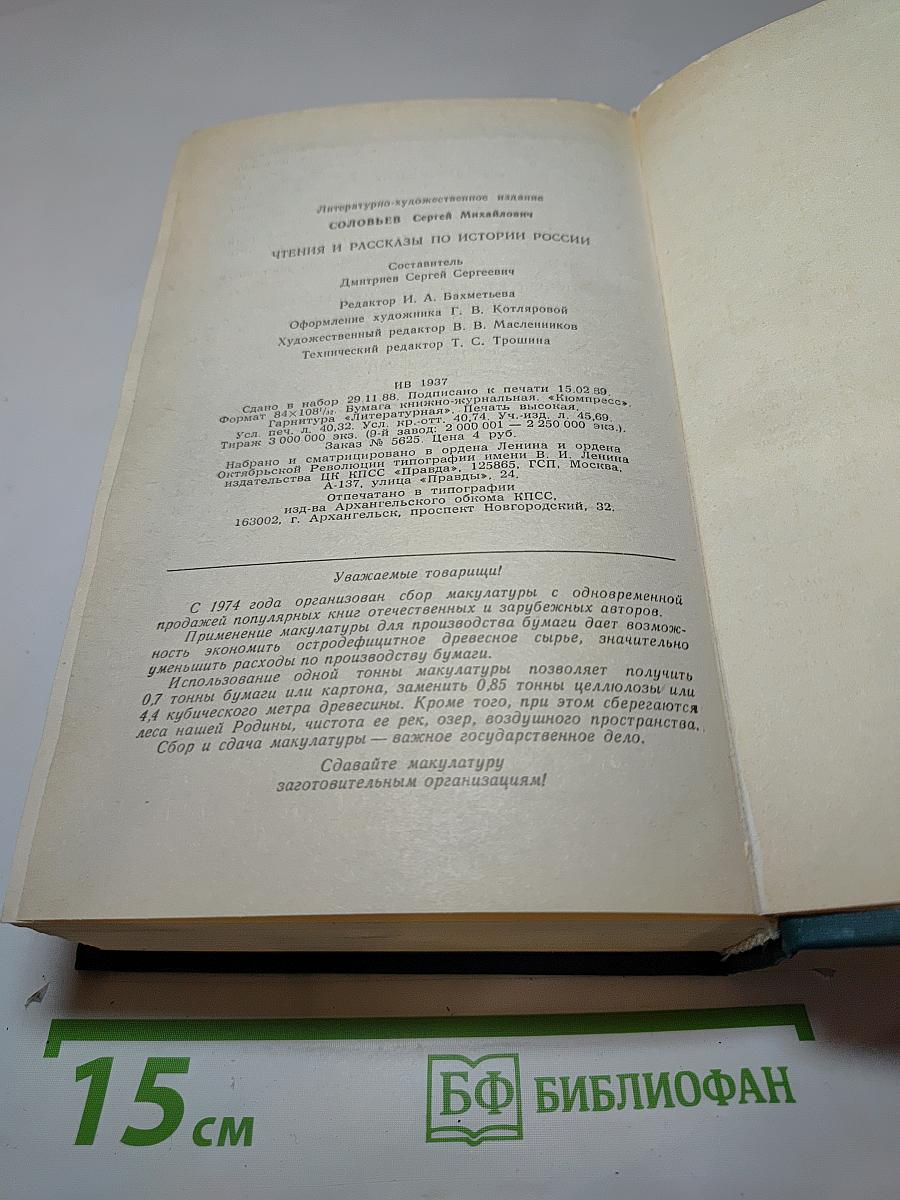 Литературно-художественное издание
СОЛОВЬЕВ Сергей Михайлович
ЧТЕНИЯ И РАССКАЗЫ ПО ИСТОРИИ РОССИИ
Составитель
Дмитриев Сергей Сергеевич
Редактор И. А. Бахметьева
Оформление художника Г. В. Котляровой
Художественный редактор В. В. Масленников
Технический редактор Т. С. Трошина
ИВ 1937
Сдано в набор 29.11 88. Подписано к печати 15.02 89.
Формат 84×108¹/₃₂. Бумага книжно-журнальная. «Кюмпресс».
Гарнитура «Литературная». Печать высокая.
Усл. печ. л. 40,32. Усл. кр.-отт. 40,74. Уч.-изд. л. 45,69.
Тираж 3 000 000 экз. (9-й завод: 2 000 001 — 2 250 000 экз.).
Заказ № 5625. Цена 4 руб.
Набрано и сматрицировано в ордена Ленина и ордена
Октябрьской Революции типографии имени В. И. Ленина
издательства ЦК КПСС «Правда», 125865, ГСП, Москва,
А-137, улица «Правды», 24.
Отпечатано в типографии
изд-ва Архангельского обкома КПСС,
163002, г. Архангельск, проспект Новгородский, 32.
Уважаемые товарищи!
С 1974 года организован сбор макулатуры с одновременной
продажей популярных книг отечественных и зарубежных авторов.
Применение макулатуры для производства бумаги дает возмож-
ность экономить остродефицитное древесное сырье, значительно
уменьшить расходы по производству бумаги.
Использование одной тонны макулатуры позволяет получить
0,7 тонны бумаги или картона, заменить 0,85 тонны целлюлозы или
4,4 кубического метра древесины. Кроме того, при этом сберегаются
леса нашей Родины, чистота ее рек, озер, воздушного пространства.
Сбор и сдача макулатуры — важное государственное дело.
Сдавайте макулатуру
заготовительным организациям!
15 см
БФ БИБЛИОФАН